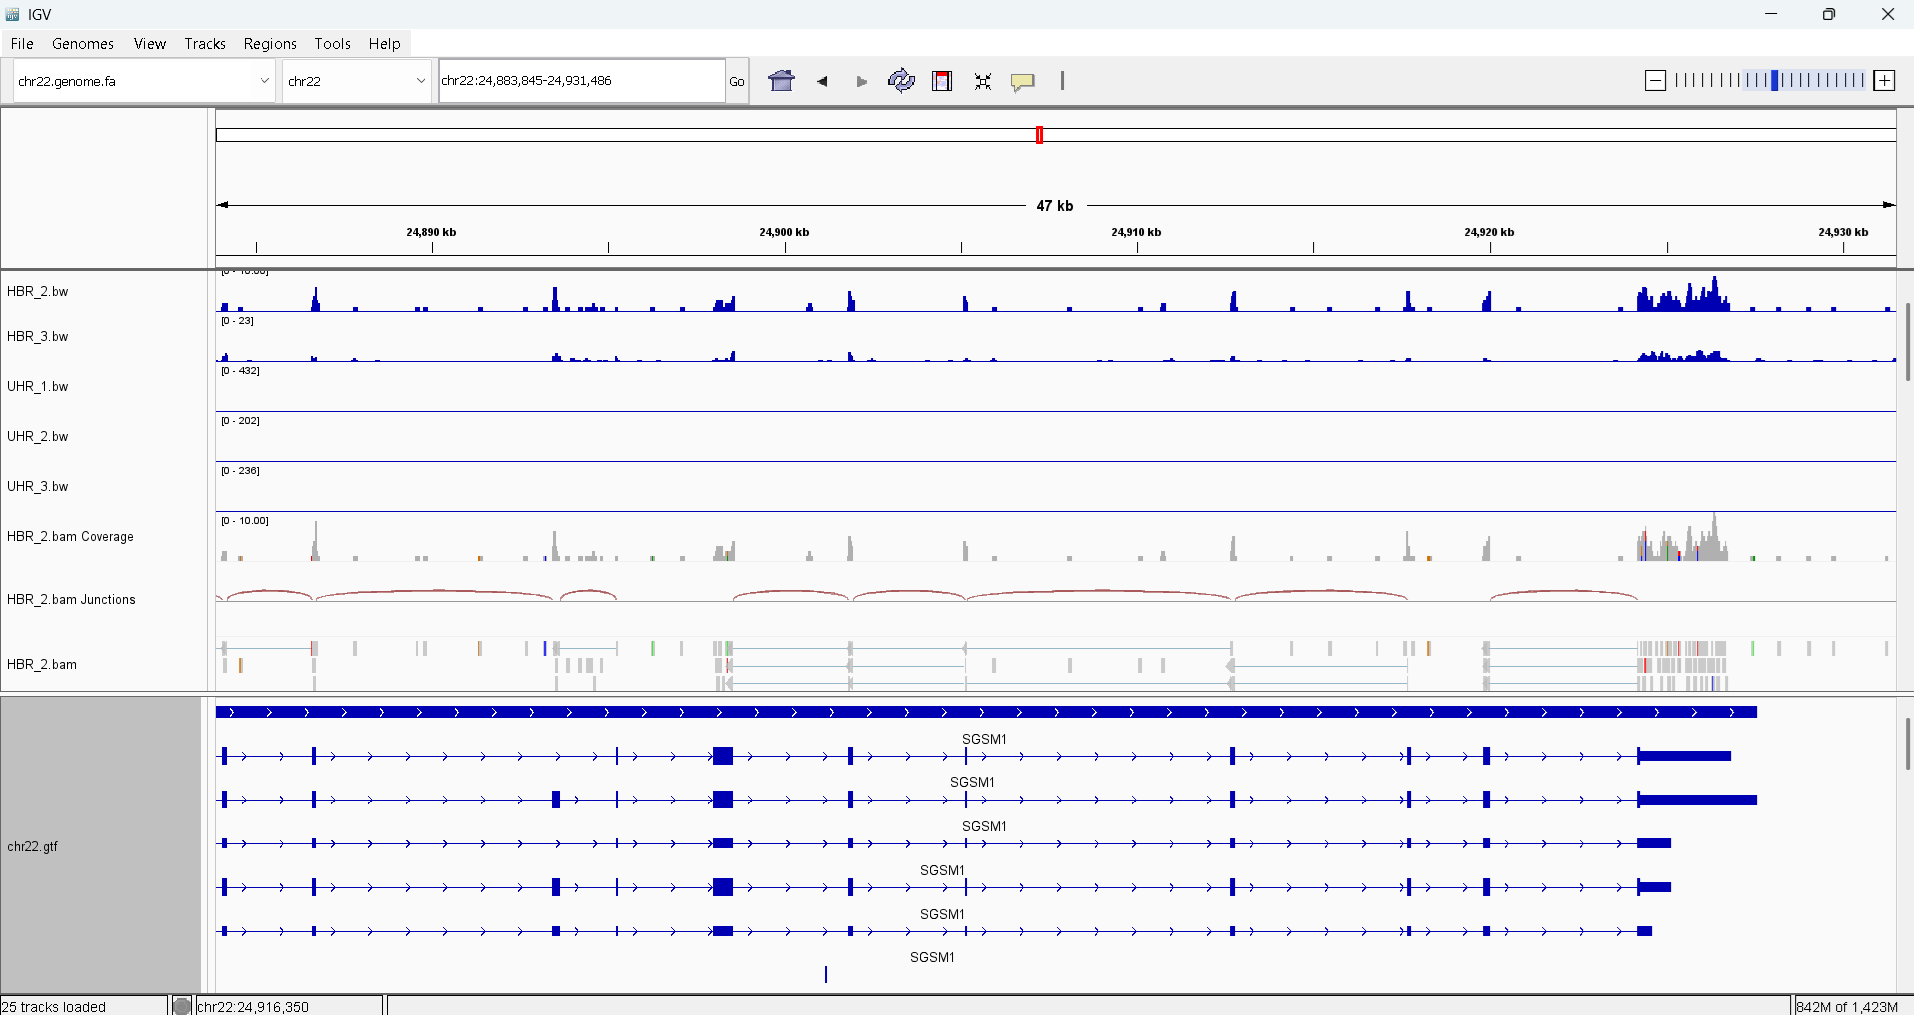 IGV
File Genomes View Tracks Regions Tools Help
chr22.genome.fa chr22 chr22:24,883,845-24,931,486 Go
47 kb
24,890 kb 24,900 kb 24,910 kb 24,920 kb 24,930 kb
[0 - 10.00]
HBR_2.bw
[0 - 23]
HBR_3.bw
[0 - 432]
UHR_1.bw
[0 - 202]
UHR_2.bw
[0 - 236]
UHR_3.bw
[0 - 10.00]
HBR_2.bam Coverage
HBR_2.bam Junctions
HBR_2.bam
SGSM1
SGSM1
SGSM1
chr22.gtf
SGSM1
SGSM1
SGSM1
25 tracks loaded chr22:24,916,350 842M of 1,423M